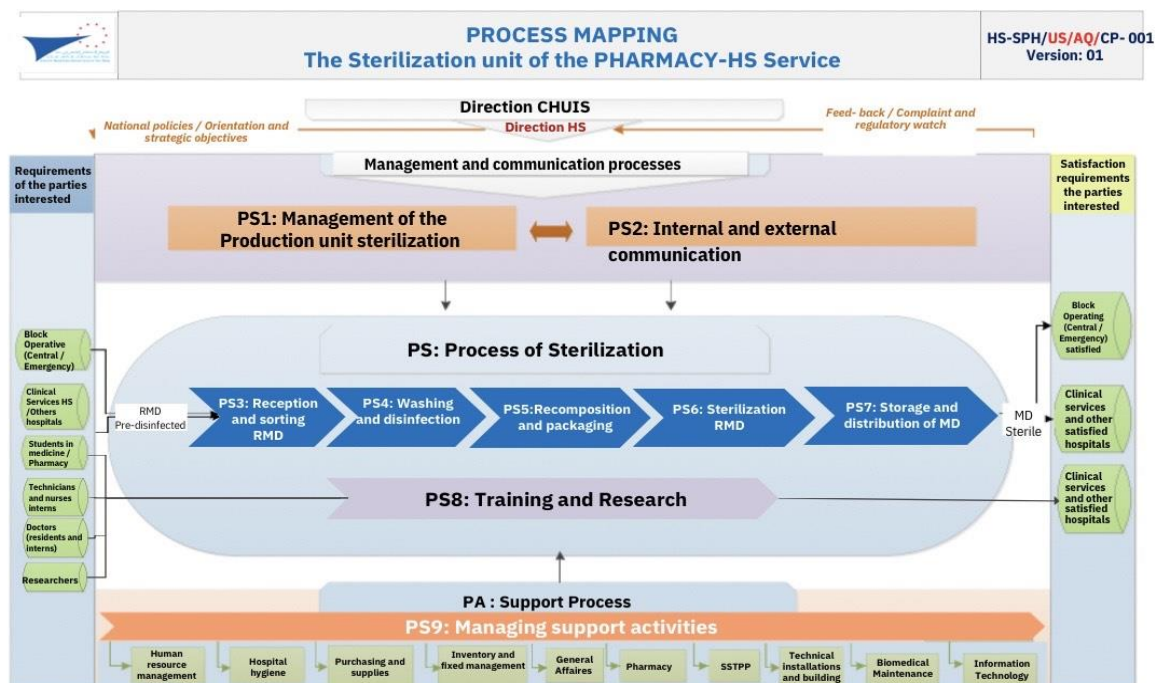 PROCESS MAPPING
The Sterilization unit of the PHARMACY-HS Service
HS-SPH/US/AQ/CP- 001
Version: 01
Direction CHUIS
Direction HS
National policies / Orientation and
strategic objectives
Feed- back / Complaint and
regulatory watch
Requirements
of the parties
interested
Management and communication processes
Satisfaction
requirements
the parties
interested
PS1: Management of the
Production unit sterilization
PS2: Internal and external
communication
PS: Process of Sterilization
Block
Operative
(Central /
Emergency)
Clinical
Services HS
/Others
hospitals
Students in
medicine /
Pharmacy
Technicians
and nurses
interns
Doctors
(residents and
interns)
Researchers
RMD
Pre-disinfected
PS3: Reception
and sorting
RMD
PS4: Washing
and disinfection
PS5:Recomposition
and packaging
PS6: Sterilization
RMD
PS7: Storage and
distribution of MD
MD
Sterile
Block
Operating
(Central /
Emergency)
satisfied
Clinical
services
and other
satisfied
hospitals
Clinical
services
and other
satisfied
hospitals
PS8: Training and Research
PA : Support Process
PS9: Managing support activities
Human
resource
management
Hospital
hygiene
Purchasing and
supplies
Inventory and
fixed management
General
Affaires
Pharmacy
SSTPP
Technical
installations
and building
Biomedical
Maintenance
Information
Technology